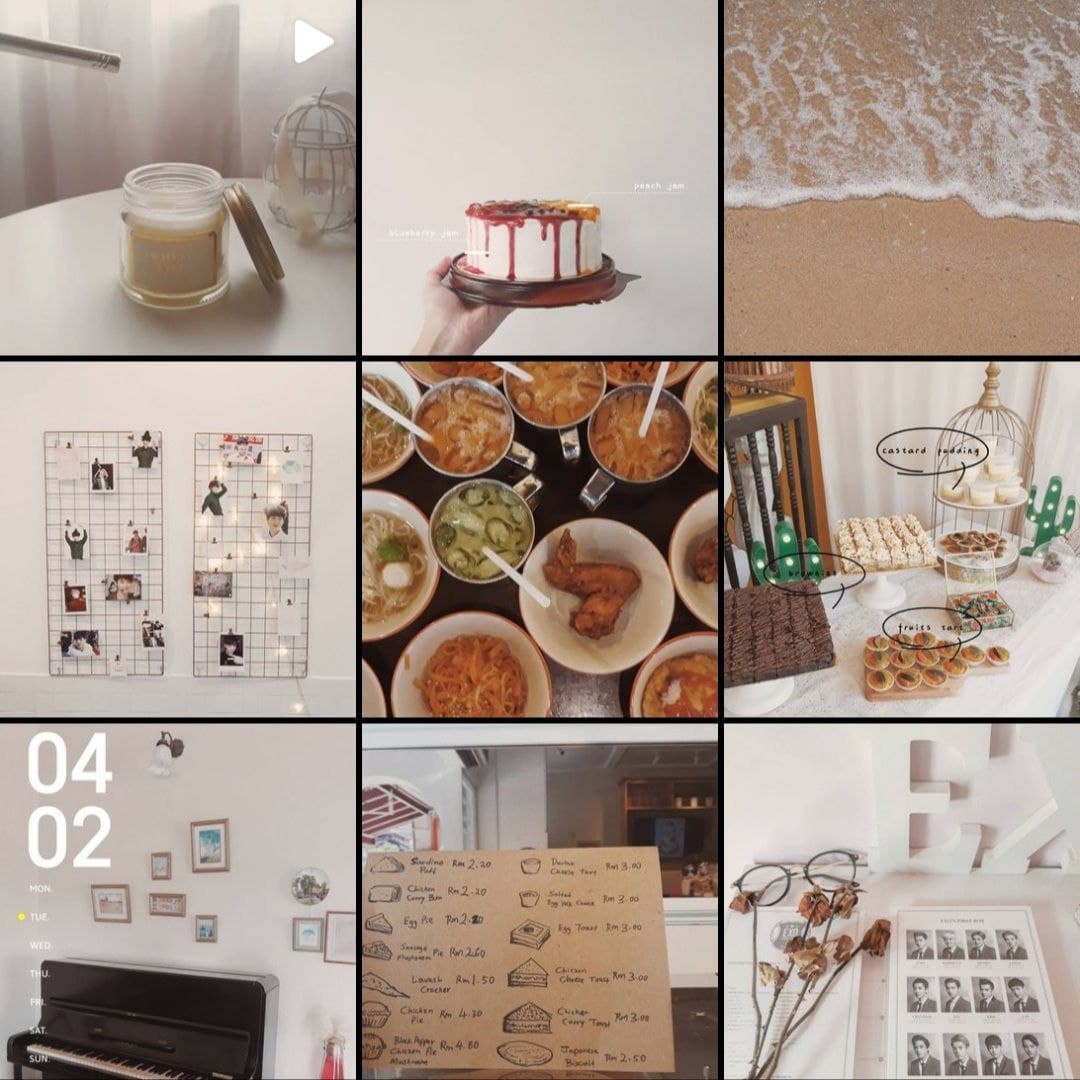 peach jam
blueberry jam
castard pudding
fruits tart
04
02
MON.
TUE.
WED.
THU.
FRI.
SAT.
SUN.
Sardine
Puff
Rm 2.20
Chicken
Curry Bun
Rm 2.20
Egg Pie Rm 2.20
Sausage
Mushroom Pie Rm 2.60
Lavash
Cracker
Rm 1.50
Chicken
Pie
Rm 4.30
Black Pepper
Chicken Pie
Mushroom
Rm 4.80
Cheese Tart
Rm 3.00
Salted
Egg Yolk Cheese
Rm 3.00
Egg Toast Rm 3.00
Chicken
Cheese Toast
Rm 3.00
Chicken
Curry Toast
Rm 3.00
Japanese
Biscuit
Rm 2.50
EX